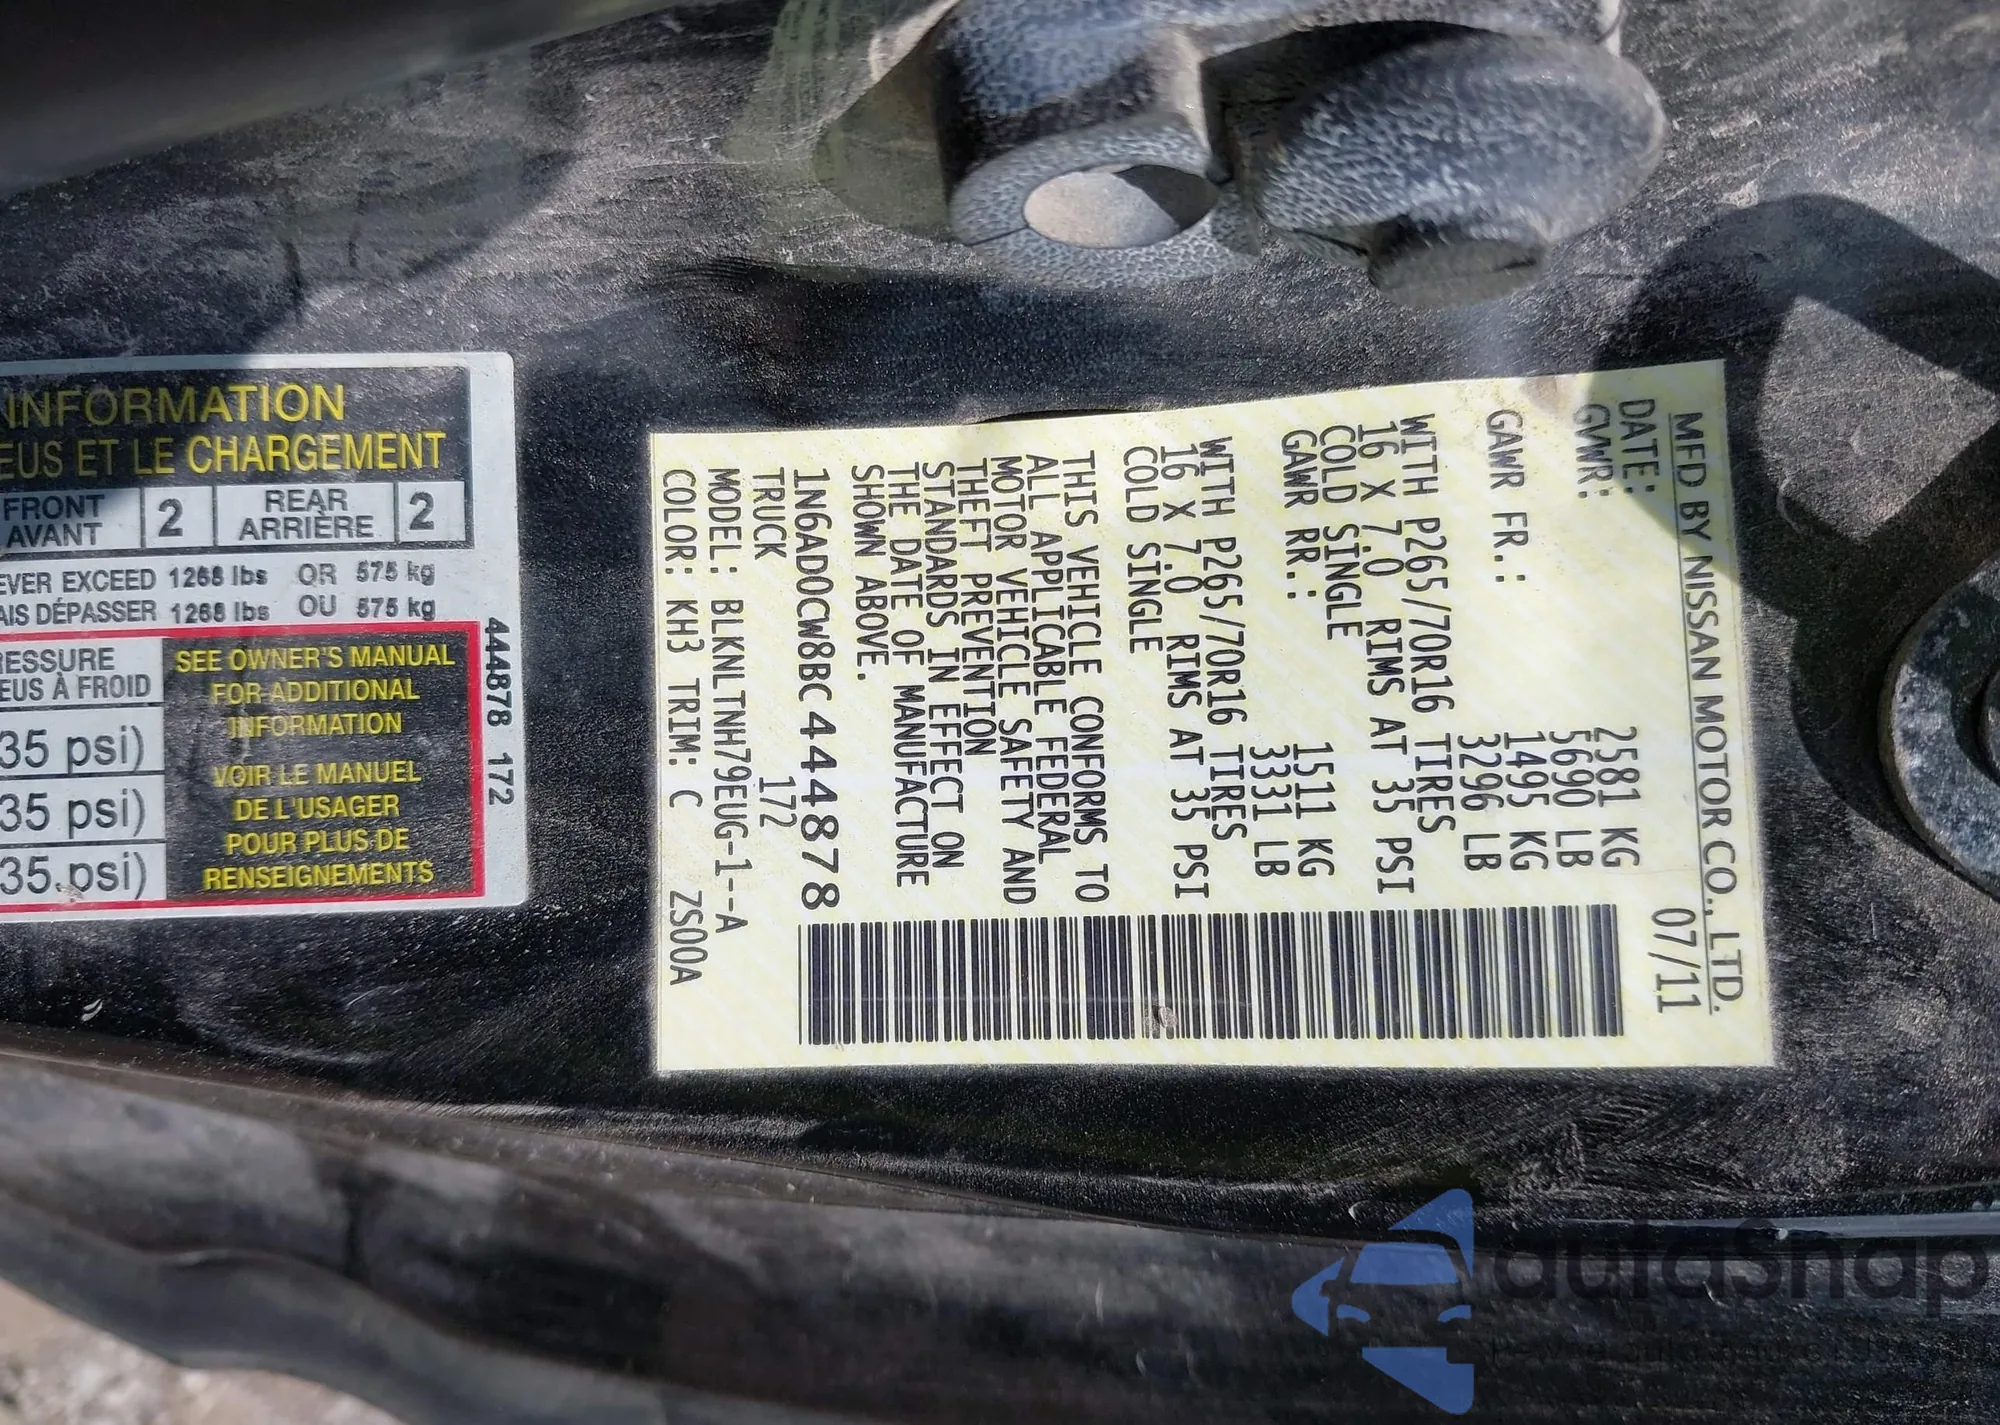 INFORMATION
EUS ET LE CHARGEMENT
FRONT
AVANT
2
REAR
ARRIÈRE
2
EVER EXCEED 1268 lbs OR 575 kg
AIS DÉPASSER 1268 lbs OU 575 kg
RESSURE
EUS À FROID
35 psi)
35 psi)
35 psi)
SEE OWNER'S MANUAL
FOR ADDITIONAL
INFORMATION
VOIR LE MANUEL
DE L'USAGER
POUR PLUS DE
RENSEIGNEMENTS
444878 172
MFD BY NISSAN MOTOR CO., LTD.
DATE: 07/11
GVWR: 2581 KG
5690 LB
GAWR FR.: 1495 KG
3296 LB
WITH P265/70R16 TIRES
16 X 7.0 RIMS AT 35 PSI
COLD SINGLE
GAWR RR.: 1511 KG
3331 LB
WITH P265/70R16 TIRES
16 X 7.0 RIMS AT 35 PSI
COLD SINGLE
THIS VEHICLE CONFORMS TO
ALL APPLICABLE FEDERAL
MOTOR VEHICLE SAFETY AND
THEFT PREVENTION
STANDARDS IN EFFECT ON
THE DATE OF MANUFACTURE
SHOWN ABOVE.
1N6AD0CW8BC444878
TRUCK 172
MODEL: BLKNLTNH79EUG-1--A
COLOR: KH3 TRIM: C ZS00A
autoSnap